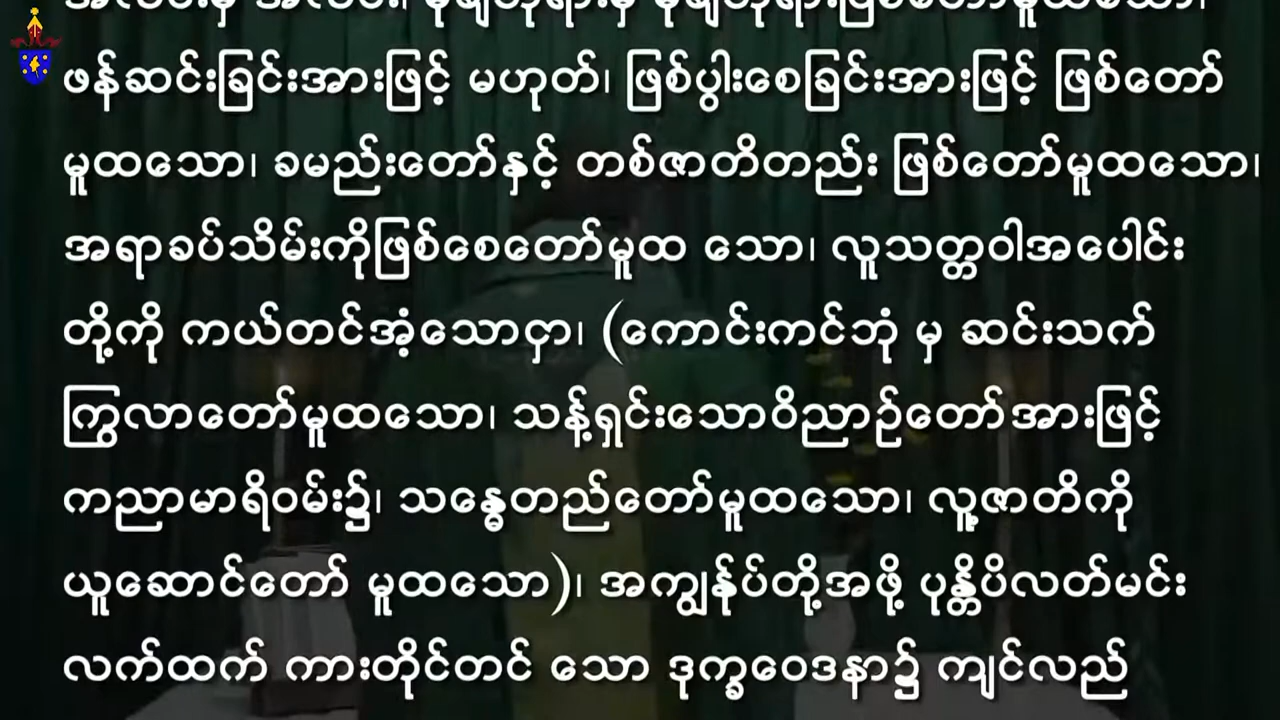 ဖန်ဆင်းခြင်းအားဖြင့် မဟုတ်၊ ဖြစ်ပွါးစေခြင်းအားဖြင့် ဖြစ်တော်
မူထသော၊ ခမည်းတော်နှင့် တစ်ဇာတိတည်း ဖြစ်တော်မူထသော၊
အရာခပ်သိမ်းကိုဖြစ်စေတော်မူထ သော၊ လူသတ္တဝါအပေါင်း
တို့ကို ကယ်တင်အံ့သောငှာ၊ (ကောင်းကင်ဘုံ မှ ဆင်းသက်
ကြွလာတော်မူထသော၊ သန့်ရှင်းသောဝိညာဉ်တော်အားဖြင့်
ကညာမာရိဝမ်း၌၊ သန္ဓေတည်တော်မူထသော၊ လူ့ဇာတိကို
ယူဆောင်တော် မူထသော)၊ အကျွန်ုပ်တို့အဖို့ ပုန္တိပိလတ်မင်း
လက်ထက် ကားတိုင်တင် သော ဒုက္ခဝေဒနာ၌ ကျင်လည်